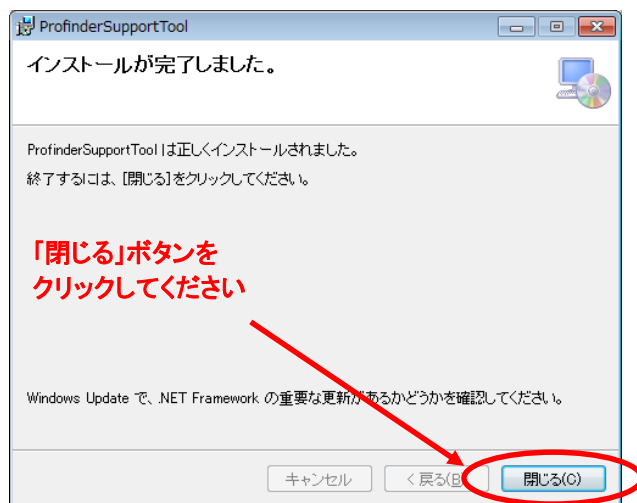 ProfinderSupportTool
インストールが完了しました。
ProfinderSupportTool は正しくインストールされました。
終了するには、[閉じる]をクリックしてください。
「閉じる」ボタンを
クリックしてください
Windows Update で、.NET Framework の重要な更新があるかどうかを確認してください。
キャンセル
< 戻る(B
閉じる(C)